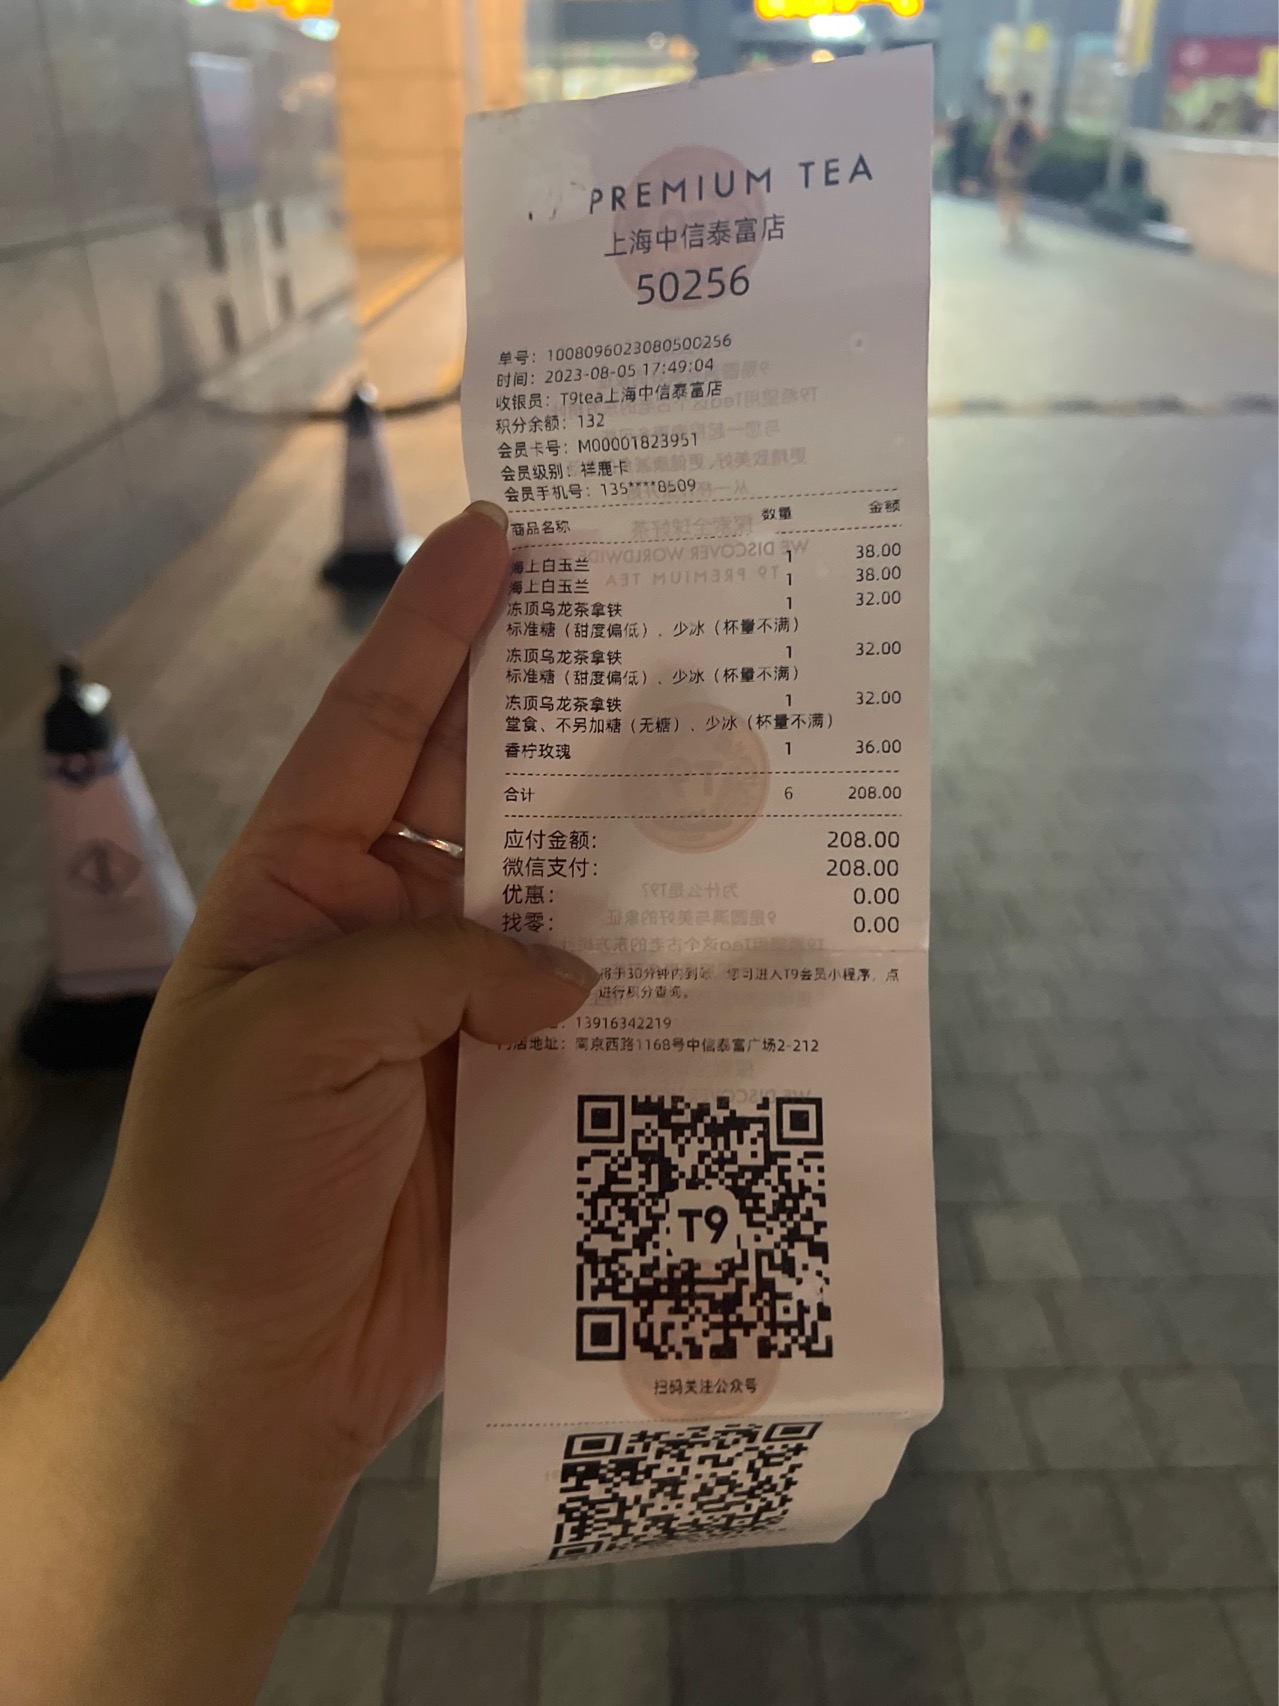 PREMIUM TEA
上海中信泰富店
50256
单号：1008096023080500256
时间：2023-08-05 17:49:04
收银员：T9tea上海中信泰富店
积分余额：132
会员卡号：M00001823951
会员级别：祥鹿卡
会员手机号：135****8509
商品名称 数量 金额
海上白玉兰 1 38.00
海上白玉兰 1 38.00
冻顶乌龙茶拿铁 1 32.00
标准糖（甜度偏低）、少冰（杯量不满）
冻顶乌龙茶拿铁 1 32.00
标准糖（甜度偏低）、少冰（杯量不满）
冻顶乌龙茶拿铁 1 32.00
堂食、不另加糖（无糖）、少冰（杯量不满）
香柠玫瑰 1 36.00
合计 6 208.00
应付金额： 208.00
微信支付： 208.00
优惠： 0.00
找零： 0.00
将于30分钟内到账，您可进入T9会员小程序，点
进行积分查询。
：13916342219
门店地址：南京西路1168号中信泰富广场2-212
T9
扫码关注公众号